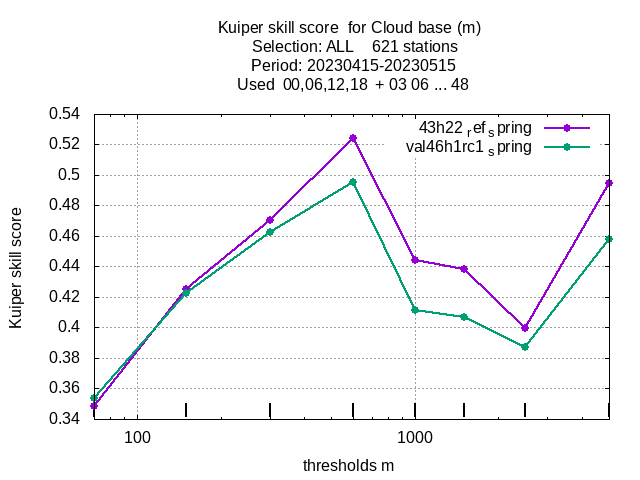 Kuiper skill score for Cloud base (m)
Selection: ALL 621 stations
Period: 20230415-20230515
Used 00,06,12,18 + 03 06 ... 48
43h22 ref spring
val46h1rc1 spring
0.54
0.52
0.5
0.48
0.46
0.44
0.42
0.4
0.38
0.36
0.34
Kuiper skill score
100 1000
thresholds m